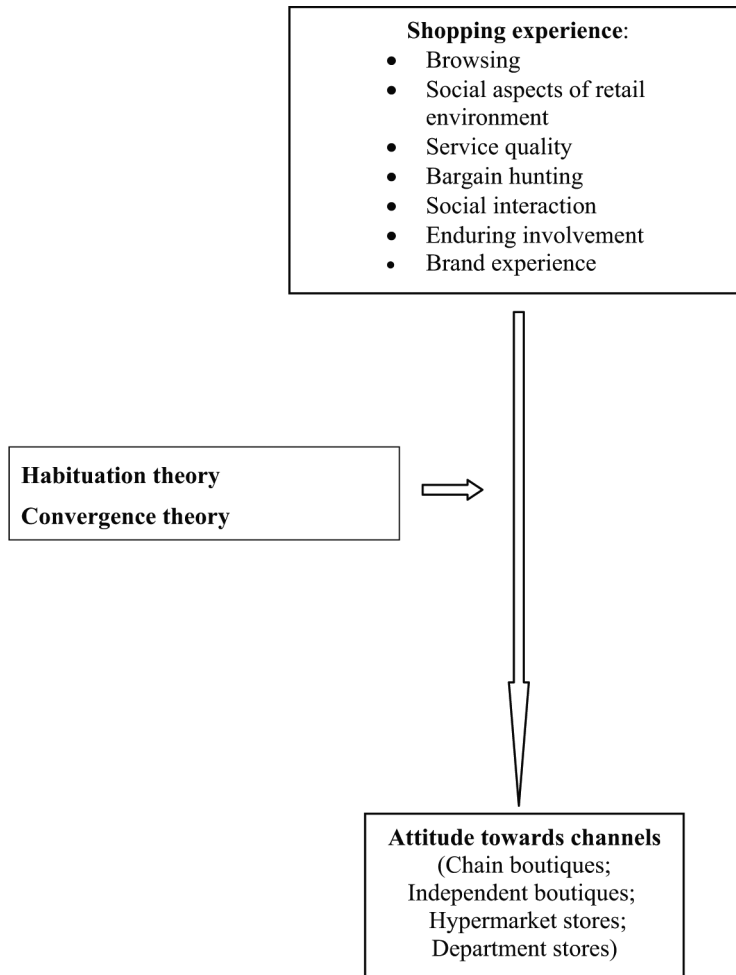 Shopping experience:
• Browsing
• Social aspects of retail
environment
• Service quality
• Bargain hunting
• Social interaction
• Enduring involvement
• Brand experience
Habituation theory
Convergence theory
Attitude towards channels
(Chain boutiques;
Independent boutiques;
Hypermarket stores;
Department stores)